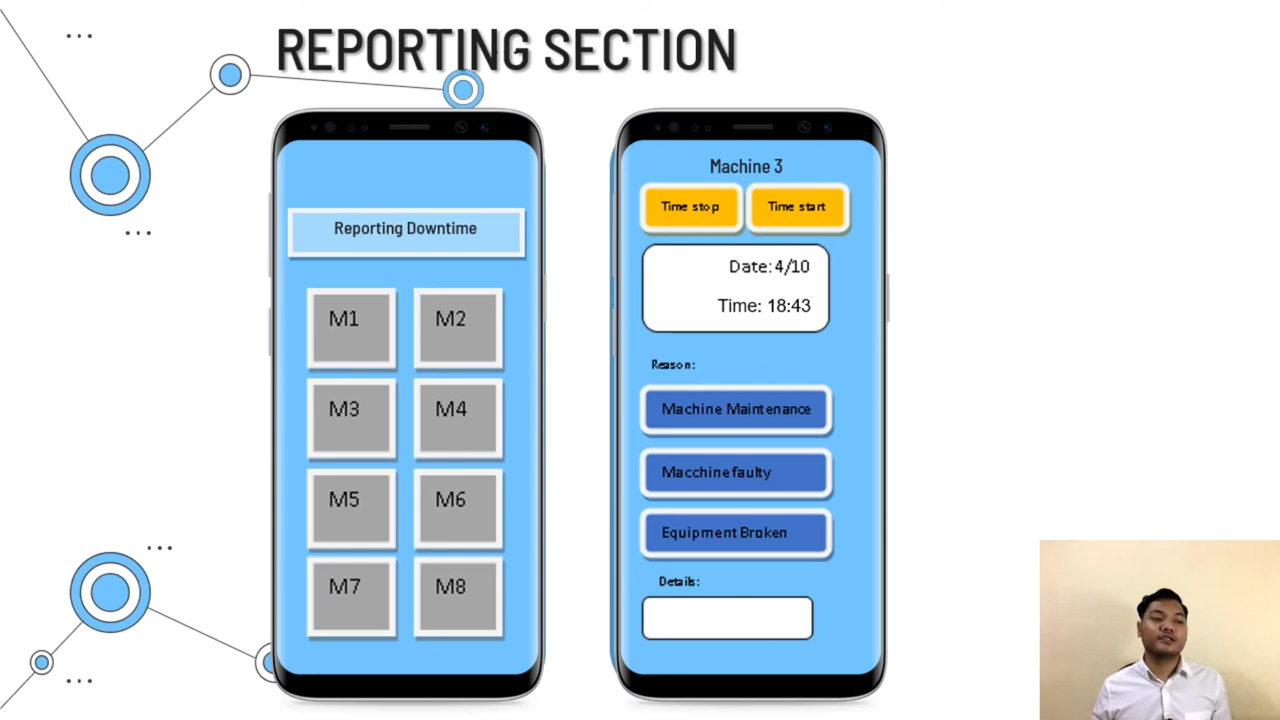 REPORTING SECTION
Reporting Downtime
M1 M2
M3 M4
M5 M6
M7 M8
Machine 3
Time stop Time start
Date: 4/10
Time: 18:43
Reason:
Machine Maintenance
Macchine faulty
Equipment Broken
Details: